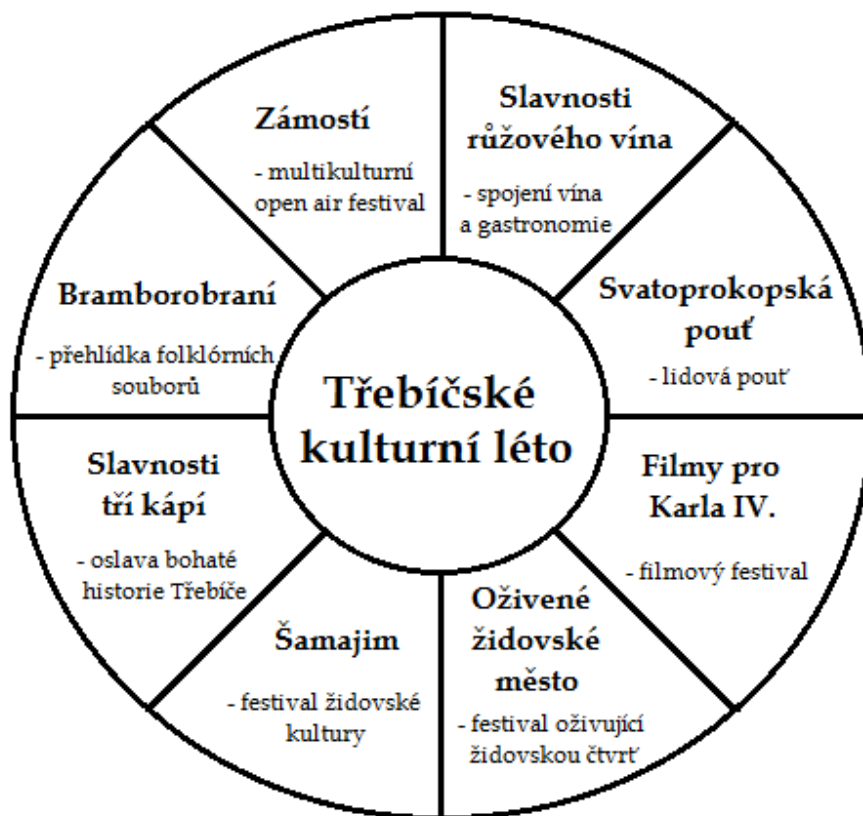 Třebíčské
kulturní léto
Slavnosti
růžového vína
- spojení vína
a gastronomie
Svatoprokopská
pouť
- lidová pouť
Filmy pro
Karla IV.
- filmový festival
Oživené
židovské
město
- festival oživující
židovskou čtvrť
Šamajim
- festival židovské
kultury
Slavnosti
tří kápí
- oslava bohaté
historie Třebíče
Bramborobraní
- přehlídka folklórních
souborů
Zámostí
- multikulturní
open air festival